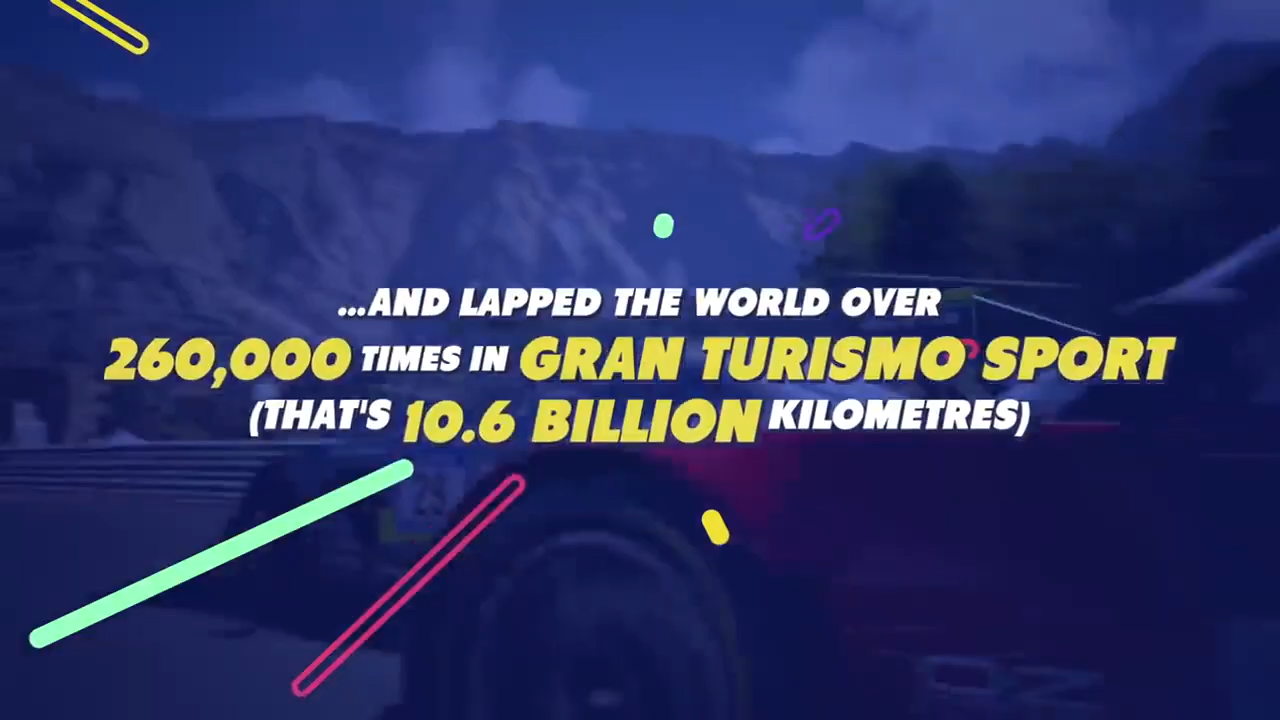 ...AND LAPPED THE WORLD OVER
260,000 TIMES IN GRAN TURISMO SPORT
(THAT'S 10.6 BILLION KILOMETRES)